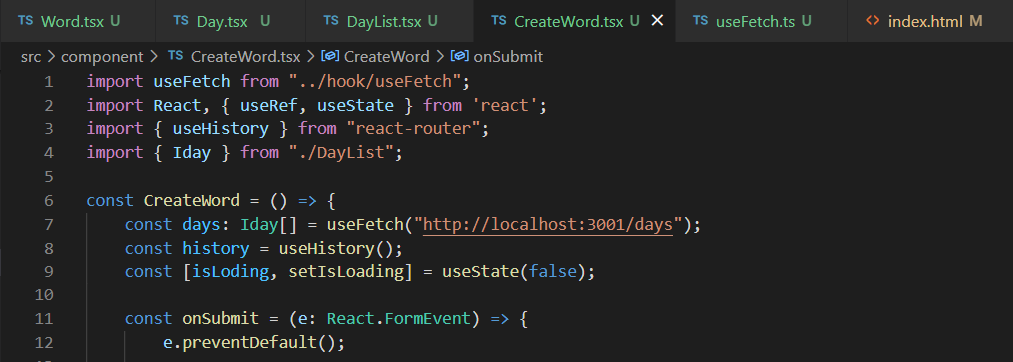 TS Word.tsx U TS Day.tsx U TS DayList.tsx U TS CreateWord.tsx U TS useFetch.ts U <> index.html M
src > component > TS CreateWord.tsx > CreateWord > onSubmit
1 import useFetch from "../hook/useFetch";
2 import React, { useRef, useState } from 'react';
3 import { useHistory } from "react-router";
4 import { Iday } from "./DayList";
5
6 const CreateWord = () => {
7 const days: Iday[] = useFetch("http://localhost:3001/days");
8 const history = useHistory();
9 const [isLoding, setIsLoading] = useState(false);
10
11 const onSubmit = (e: React.FormEvent) => {
12 e.preventDefault();